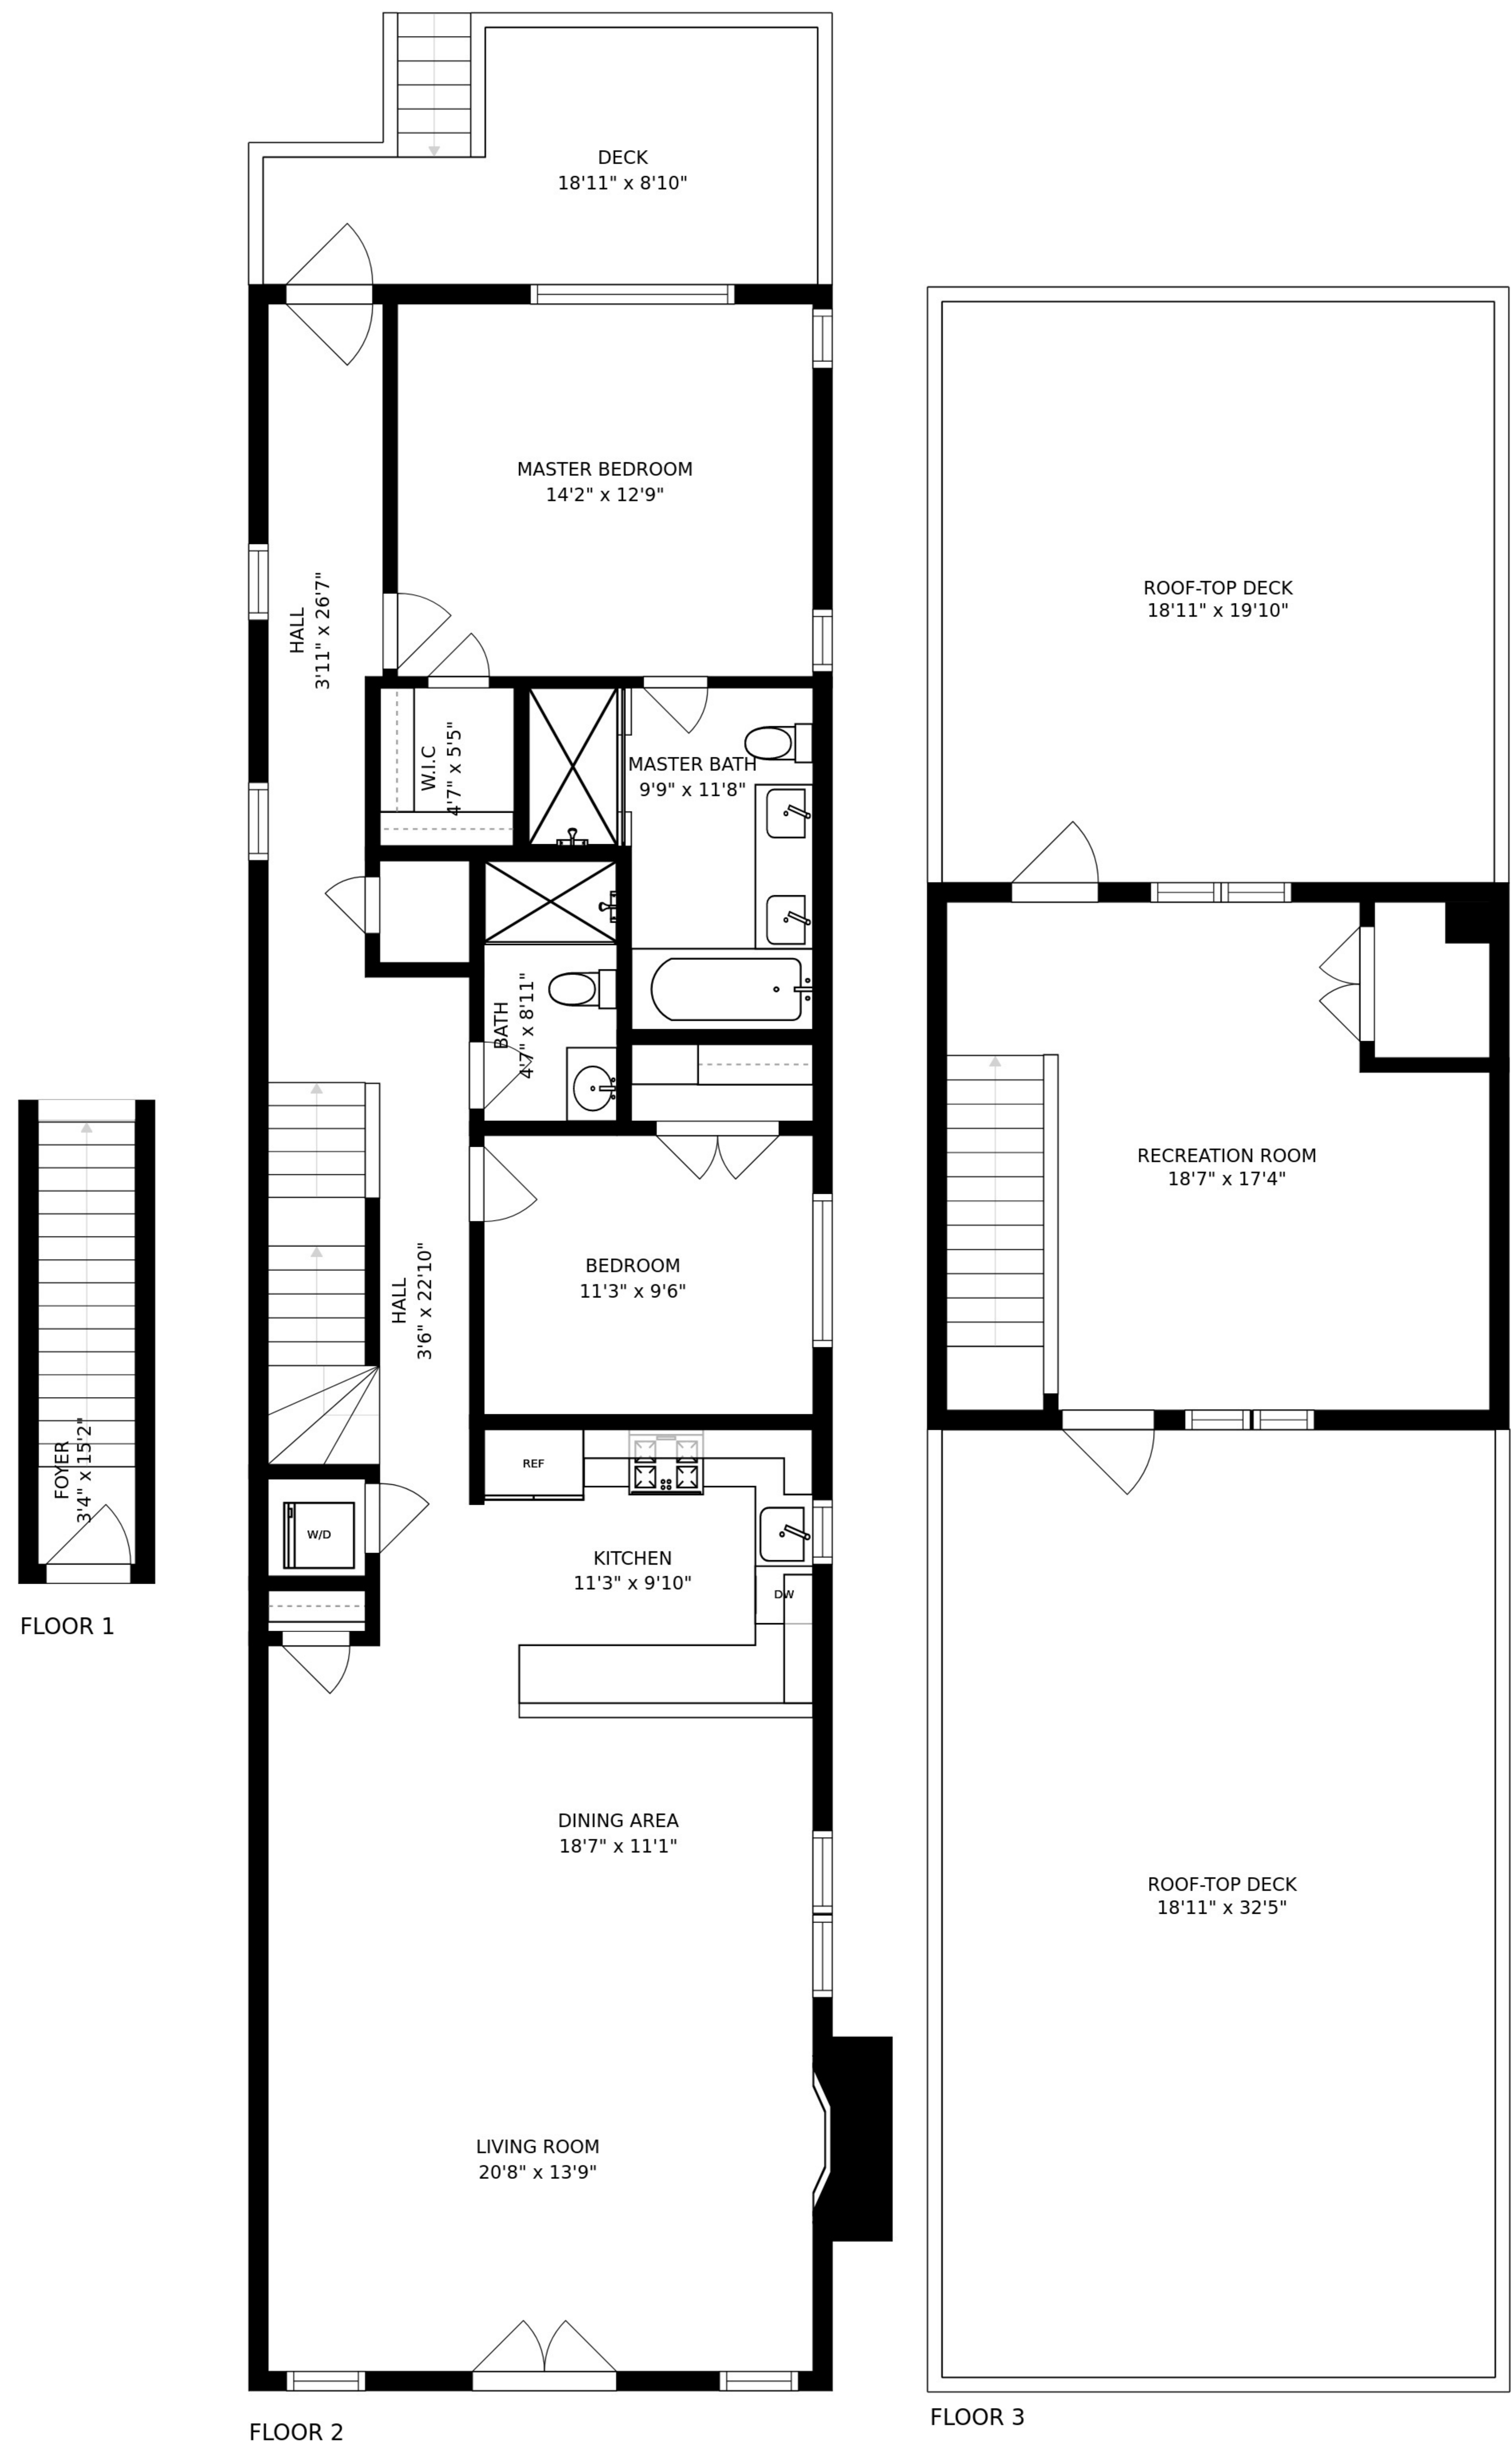 DECK
18'11" x 8'10"
MASTER BEDROOM
14'2" x 12'9"
HALL
3'11" x 26'7"
W.I.C
4'7" x 5'5"
MASTER BATH
9'9" x 11'8"
BATH
4'7" x 8'11"
HALL
3'6" x 22'10"
BEDROOM
11'3" x 9'6"
REF
W/D
KITCHEN
11'3" x 9'10"
DW
DINING AREA
18'7" x 11'1"
LIVING ROOM
20'8" x 13'9"
FLOOR 2
FOYER
3'4" x 15'2"
FLOOR 1
ROOF-TOP DECK
18'11" x 19'10"
RECREATION ROOM
18'7" x 17'4"
ROOF-TOP DECK
18'11" x 32'5"
FLOOR 3